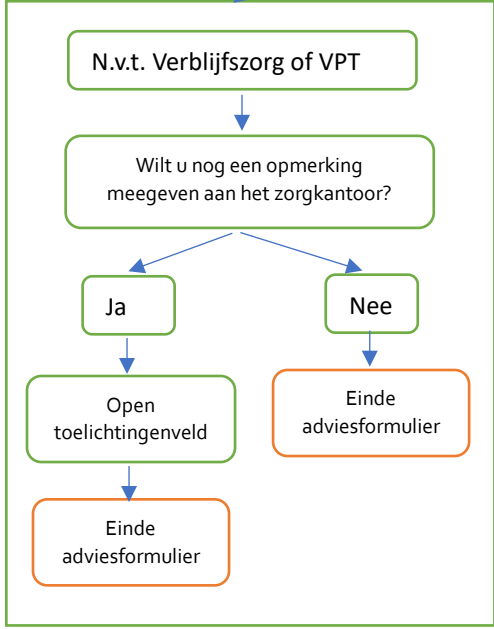 N.v.t. Verblijfszorg of VPT
Wilt u nog een opmerking
meegeven aan het zorgkantoor?
Ja
Nee
Open
toelichtingenveld
Einde
adviesformulier
Einde
adviesformulier